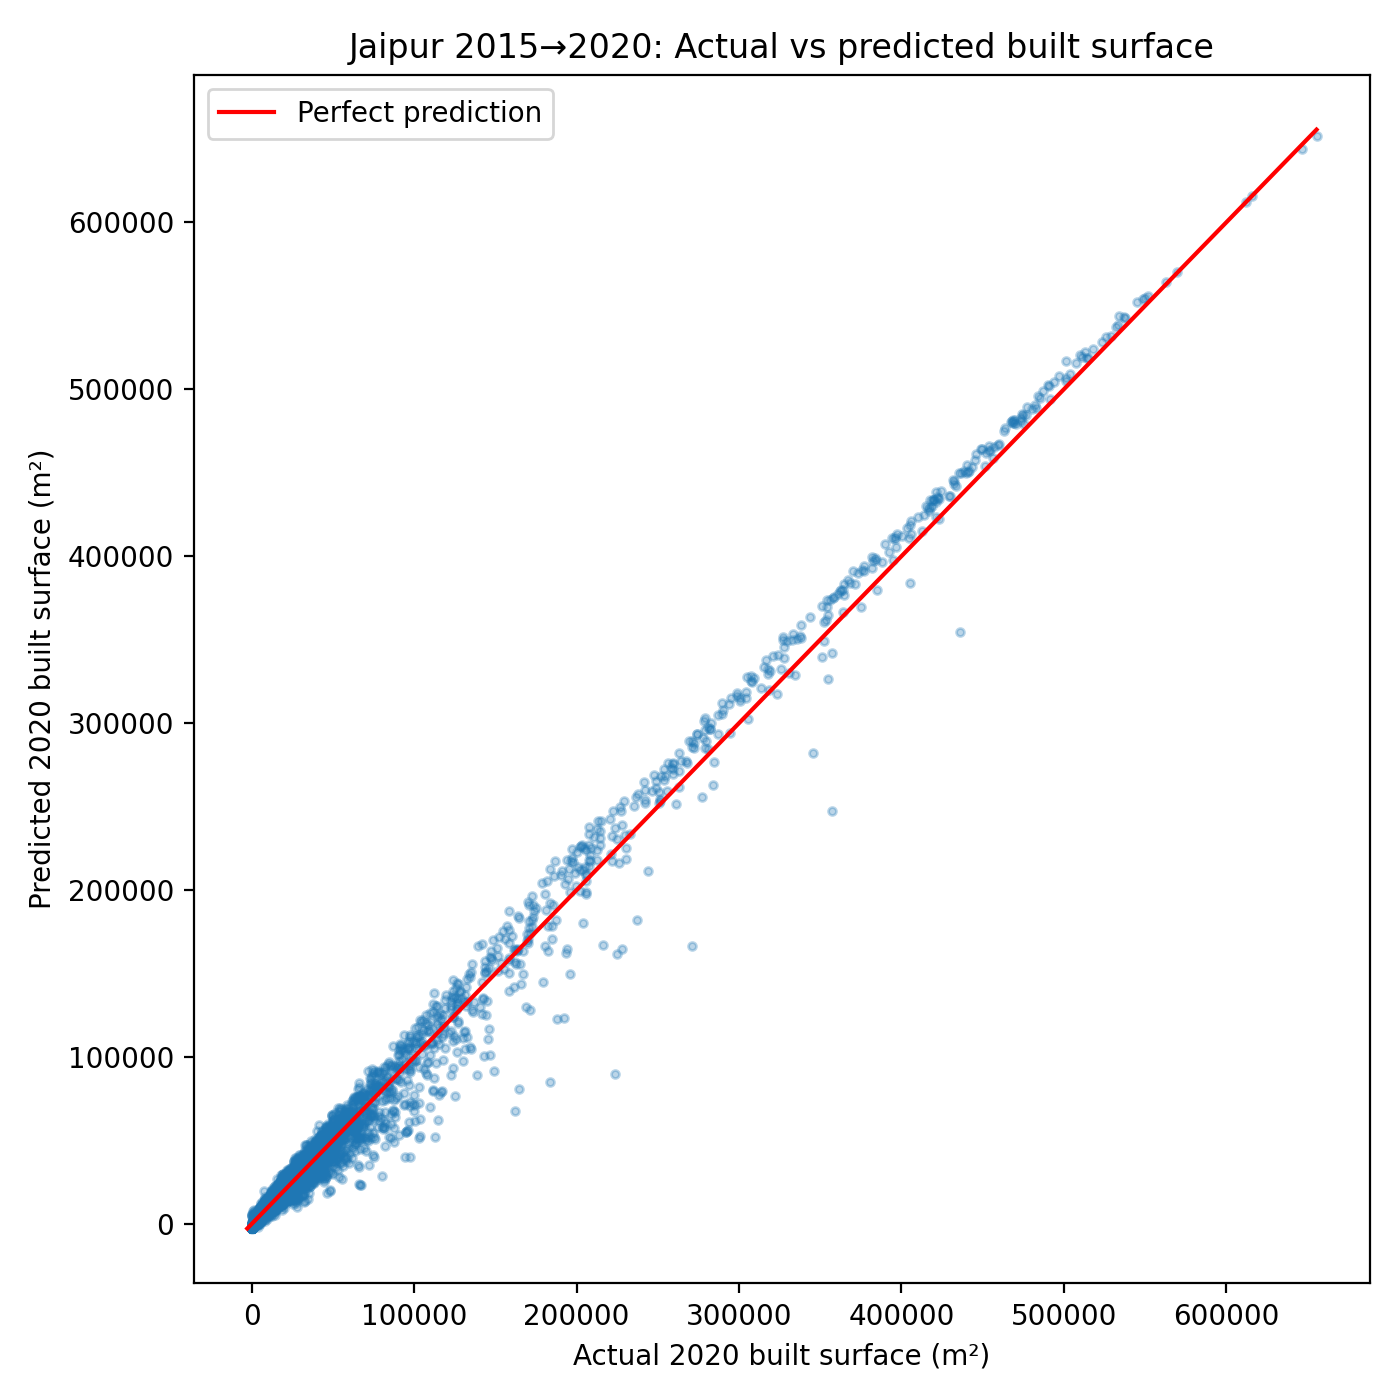 Jaipur 2015→2020: Actual vs predicted built surface
Perfect prediction
Predicted 2020 built surface (m²)
600000
500000
400000
300000
200000
100000
0
0 100000 200000 300000 400000 500000 600000
Actual 2020 built surface (m²)